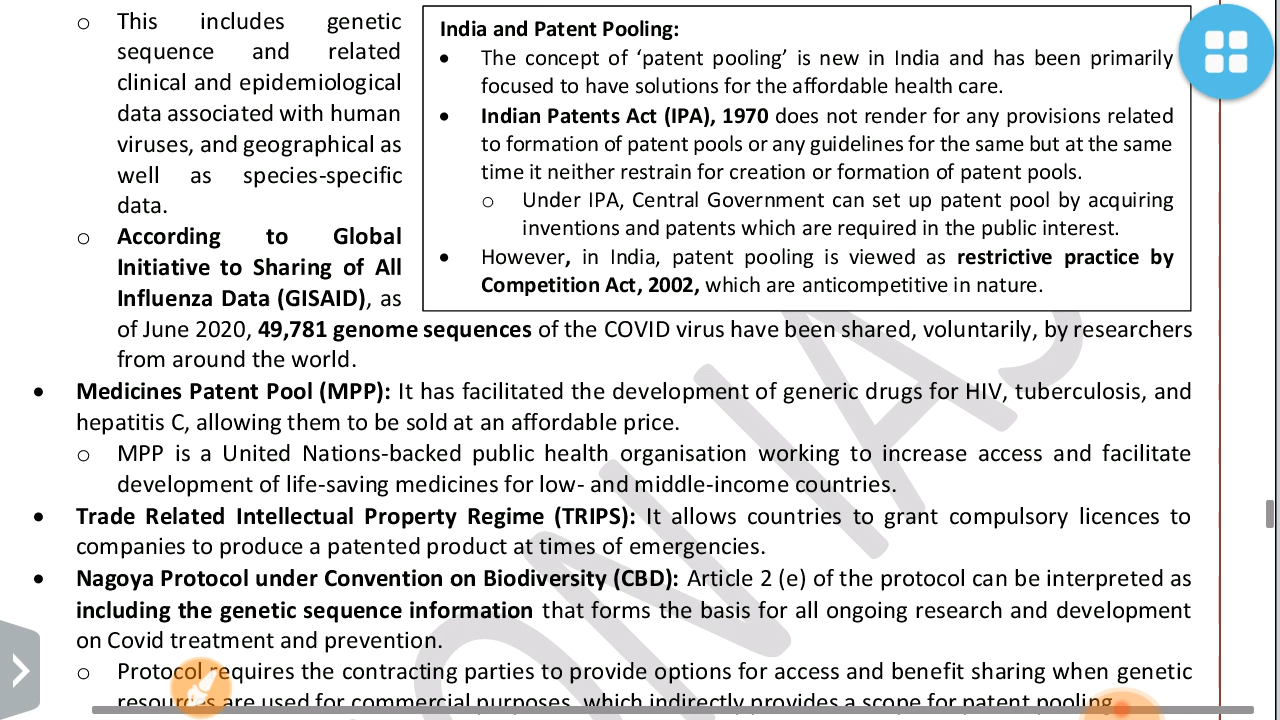 o This includes genetic
sequence and related
clinical and epidemiological
data associated with human
viruses, and geographical as
well as species-specific
data.
o According to Global
Initiative to Sharing of All
Influenza Data (GISAID), as
of June 2020, 49,781 genome sequences of the COVID virus have been shared, voluntarily, by researchers
from around the world.
India and Patent Pooling:
• The concept of ‘patent pooling’ is new in India and has been primarily
focused to have solutions for the affordable health care.
• Indian Patents Act (IPA), 1970 does not render for any provisions related
to formation of patent pools or any guidelines for the same but at the same
time it neither restrain for creation or formation of patent pools.
o Under IPA, Central Government can set up patent pool by acquiring
inventions and patents which are required in the public interest.
• However, in India, patent pooling is viewed as restrictive practice by
Competition Act, 2002, which are anticompetitive in nature.
• Medicines Patent Pool (MPP): It has facilitated the development of generic drugs for HIV, tuberculosis, and
hepatitis C, allowing them to be sold at an affordable price.
o MPP is a United Nations-backed public health organisation working to increase access and facilitate
development of life-saving medicines for low- and middle-income countries.
• Trade Related Intellectual Property Regime (TRIPS): It allows countries to grant compulsory licences to
companies to produce a patented product at times of emergencies.
• Nagoya Protocol under Convention on Biodiversity (CBD): Article 2 (e) of the protocol can be interpreted as
including the genetic sequence information that forms the basis for all ongoing research and development
on Covid treatment and prevention.
o Protocol requires the contracting parties to provide options for access and benefit sharing when genetic
resources are used for commercial purposes, which indirectly provides a scope for patent pooling.